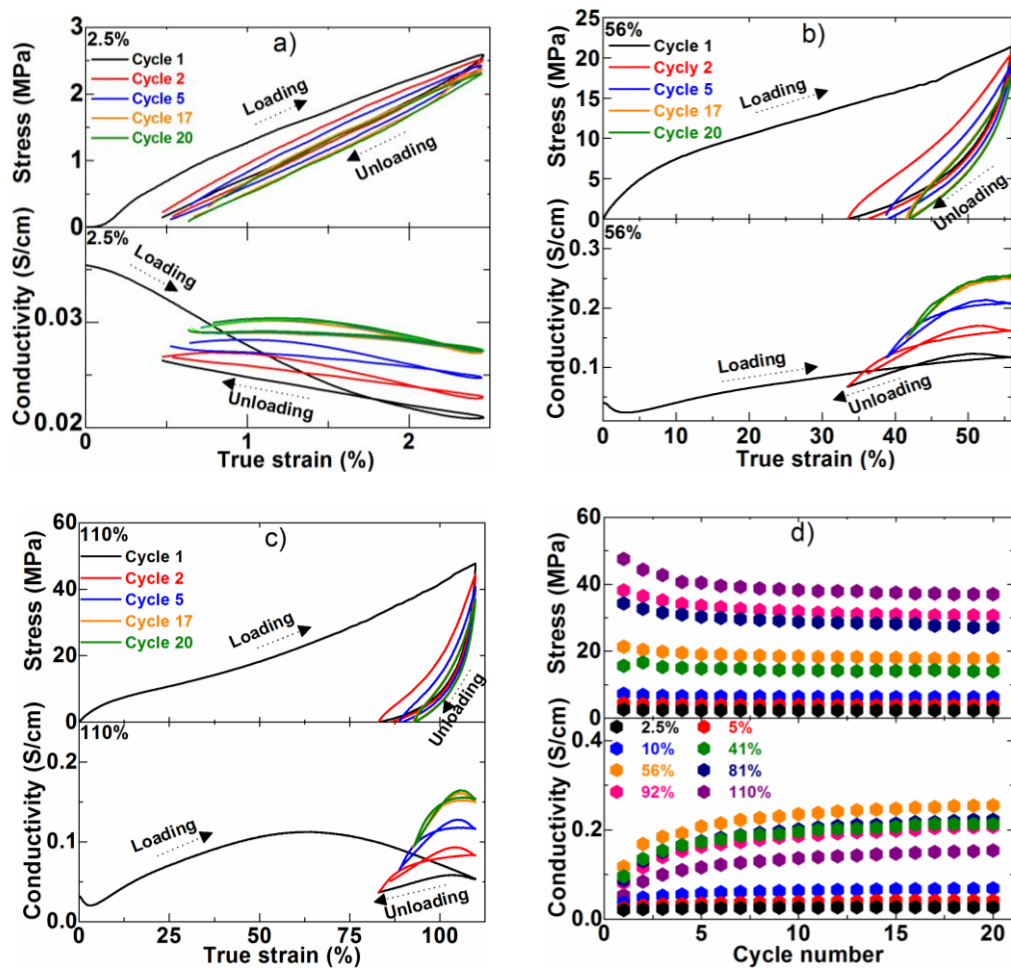 a)
2.5%
Cycle 1
Cycle 2
Cycle 5
Cycle 17
Cycle 20
Loading
Unloading
Stress (MPa)
3
2
1
0
2.5%
Loading
Unloading
Conductivity (S/cm)
0.03
0.02
0 1 2
True strain (%)
b)
56%
Cycle 1
Cycly 2
Cycle 5
Cycle 17
Cycle 20
Loading
Unloading
Stress (MPa)
25
20
15
10
5
0
56%
Loading
Unloading
Conductivity (S/cm)
0.3
0.2
0.1
0 10 20 30 40 50
True strain (%)
c)
110%
Cycle 1
Cycle 2
Cycle 5
Cycle 17
Cycle 20
Loading
Unloading
Stress (MPa)
60
40
20
0
110%
Loading
Unloading
Conductivity (S/cm)
0.2
0.1
0.0
0 25 50 75 100
True strain (%)
d)
Stress (MPa)
60
40
20
0
2.5% 5%
10% 41%
56% 81%
92% 110%
Conductivity (S/cm)
0.4
0.2
0.0
0 5 10 15 20
Cycle number